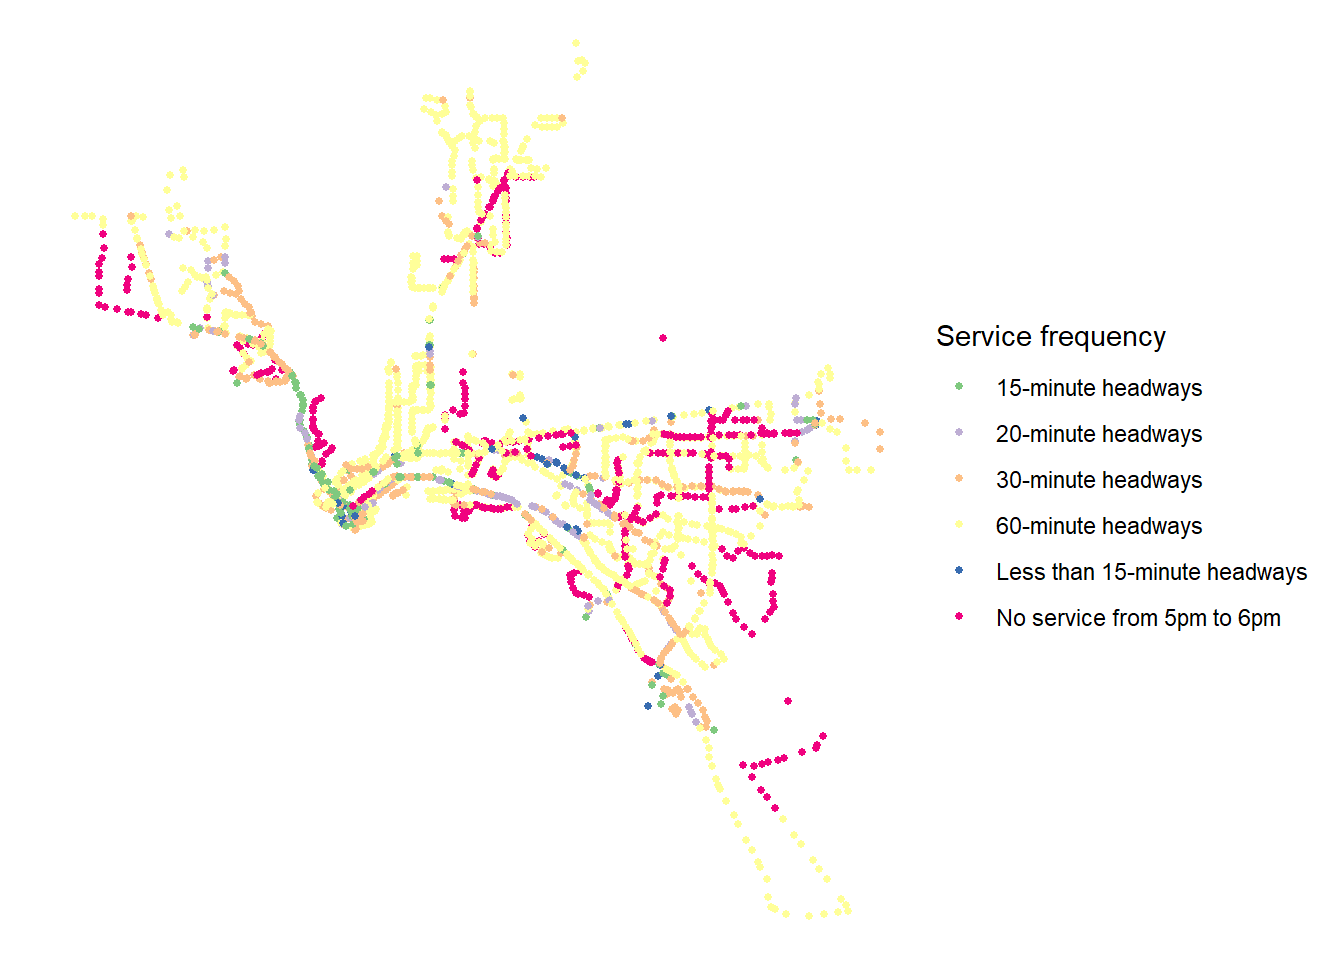 Service frequency
15-minute headways
20-minute headways
30-minute headways
60-minute headways
Less than 15-minute headways
No service from 5pm to 6pm